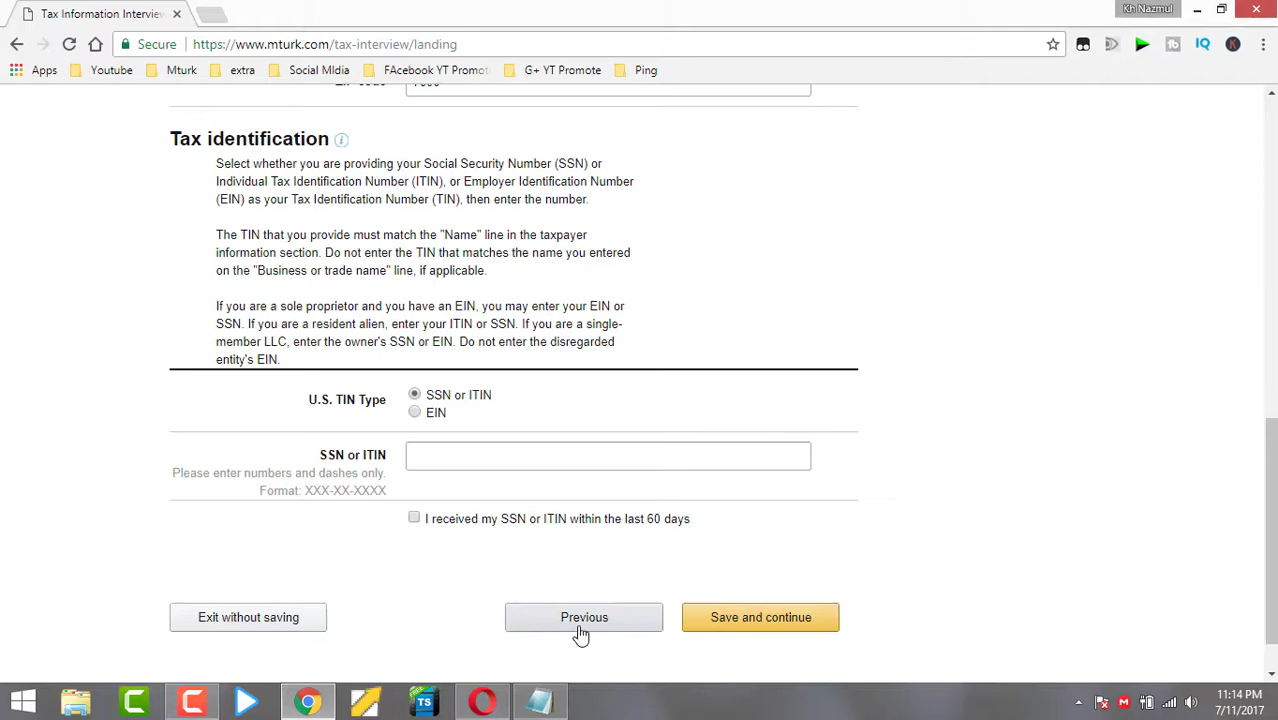 Tax Information Interview
Kh Nazmul
Secure
https://www.mturk.com/tax-interview/landing
IQ
K
Apps
Youtube
Mturk
extra
Social MIdia
FAcebook YT Promot
G+ YT Promote
Ping
Tax identification
Select whether you are providing your Social Security Number (SSN) or
Individual Tax Identification Number (ITIN), or Employer Identification Number
(EIN) as your Tax Identification Number (TIN), then enter the number.
The TIN that you provide must match the "Name" line in the taxpayer
information section. Do not enter the TIN that matches the name you entered
on the "Business or trade name" line, if applicable.
If you are a sole proprietor and you have an EIN, you may enter your EIN or
SSN. If you are a resident alien, enter your ITIN or SSN. If you are a single-
member LLC, enter the owner's SSN or EIN. Do not enter the disregarded
entity's EIN.
U.S. TIN Type
SSN or ITIN
EIN
SSN or ITIN
Please enter numbers and dashes only.
Format: XXX-XX-XXXX
I received my SSN or ITIN within the last 60 days
Exit without saving
Previous
Save and continue
TS
11:14 PM
7/11/2017